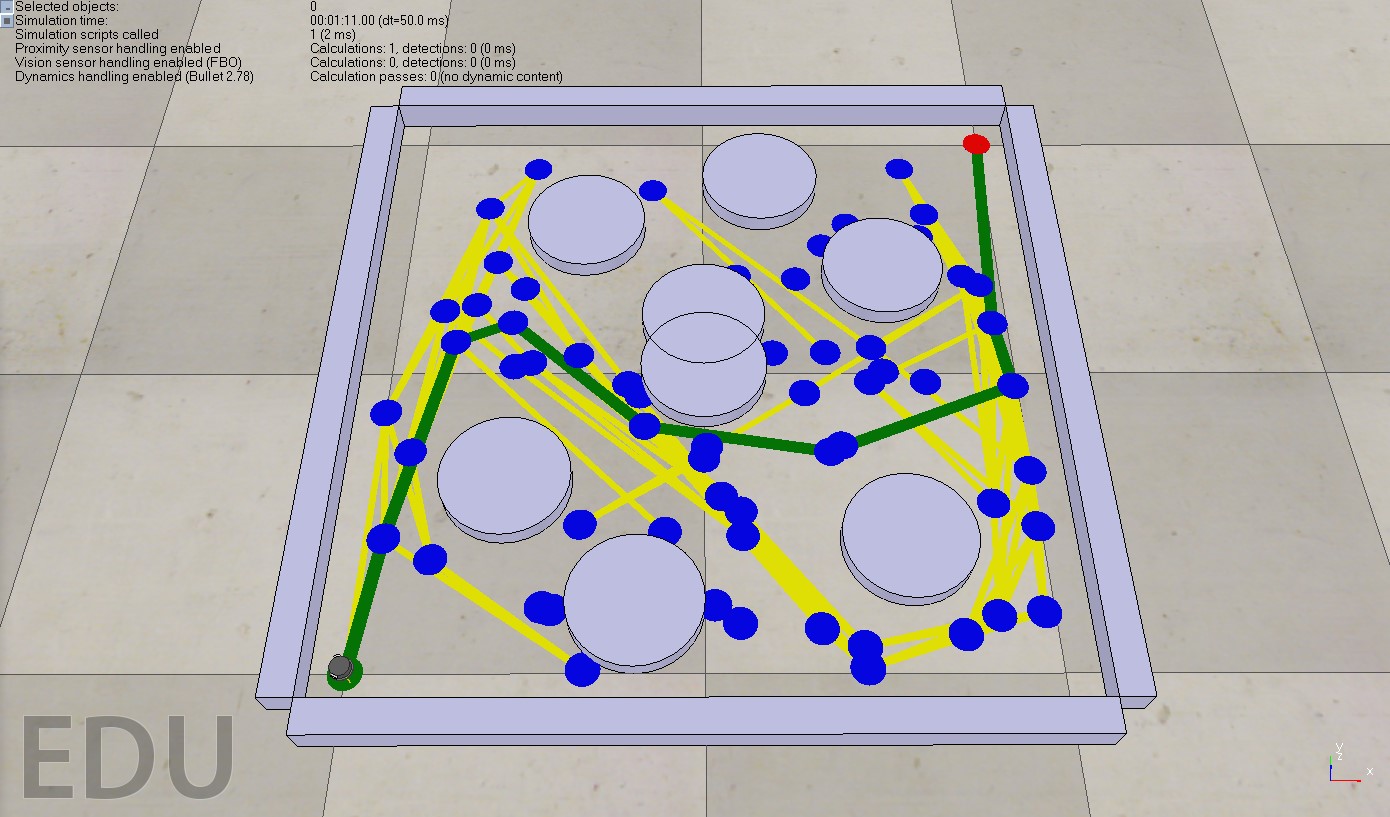 Selected objects: 0
Simulation time: 00:01:11.00 (dt=50.0 ms)
Simulation scripts called 1 (2 ms)
Proximity sensor handling enabled Calculations: 1, detections: 0 (0 ms)
Vision sensor handling enabled (FBO) Calculations: 0, detections: 0 (0 ms)
Dynamics handling enabled (Bullet 2.78) Calculation passes: 0 (no dynamic content)
EDU
y
z
x